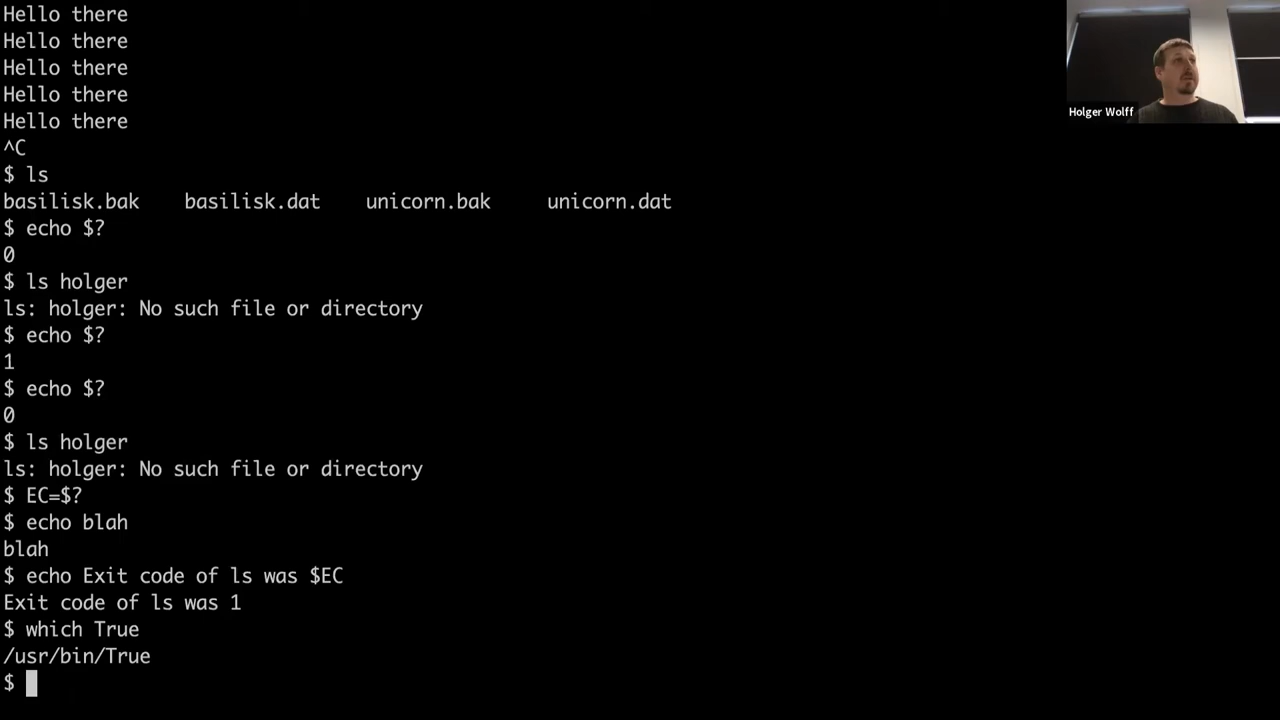 Hello there
Hello there
Hello there
Hello there
Hello there
^C
$ ls
basilisk.bak    basilisk.dat    unicorn.bak     unicorn.dat
$ echo $?
0
$ ls holger
ls: holger: No such file or directory
$ echo $?
1
$ echo $?
0
$ ls holger
ls: holger: No such file or directory
$ EC=$?
$ echo blah
blah
$ echo Exit code of ls was $EC
Exit code of ls was 1
$ which True
/usr/bin/True
$
Holger Wolff